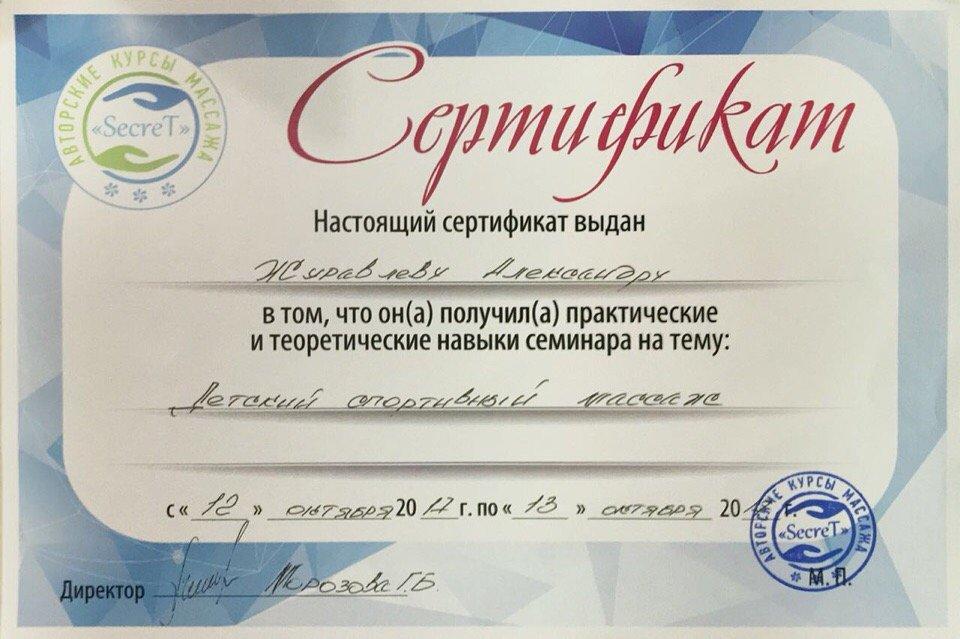 АВТОРСКИЕ КУРСЫ МАССАЖА
«SecreT»
Сертификат
Настоящий сертификат выдан
Журавлеву Александру
в том, что он(а) получил(а) практические
и теоретические навыки семинара на тему:
Детский спортивный массаж
с « 12 » октября 20 17 г. по « 13 » октября 20 г.
АВТОРСКИЕ КУРСЫ МАССАЖА
«SecreT»
М.П.
Директор Морозова Г.Б.